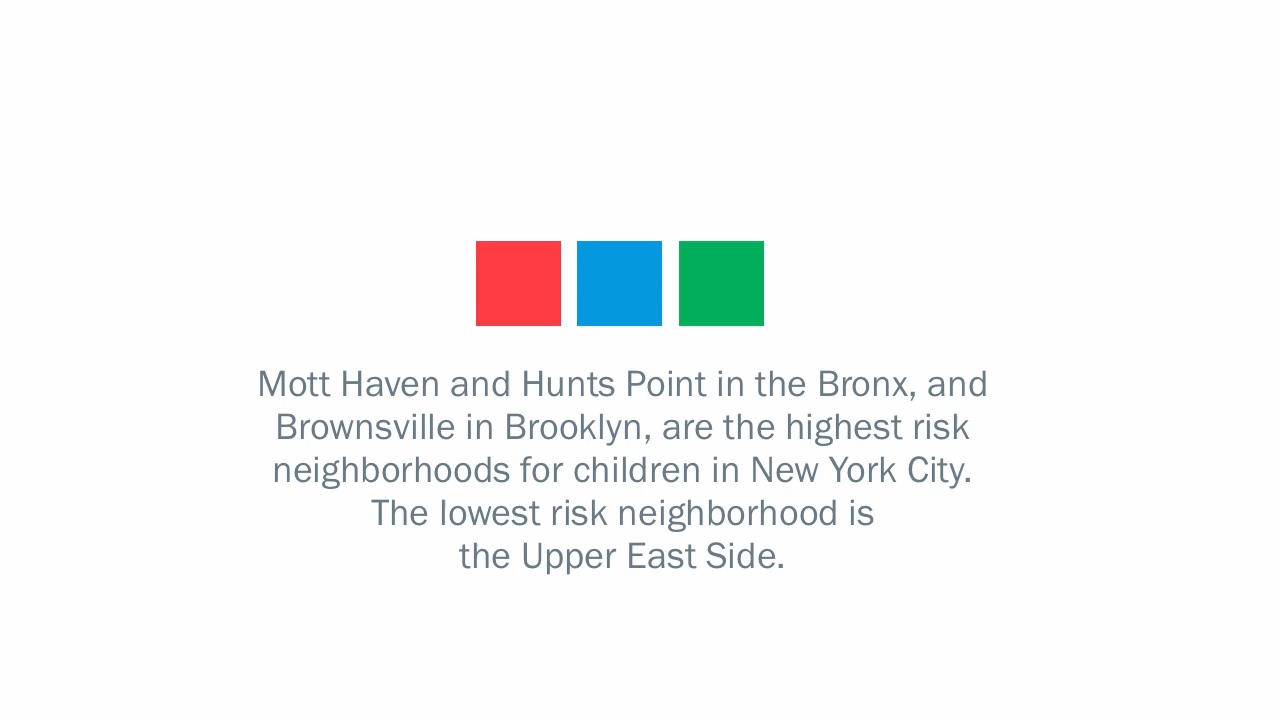 Mott Haven and Hunts Point in the Bronx, and
Brownsville in Brooklyn, are the highest risk
neighborhoods for children in New York City.
The lowest risk neighborhood is
the Upper East Side.